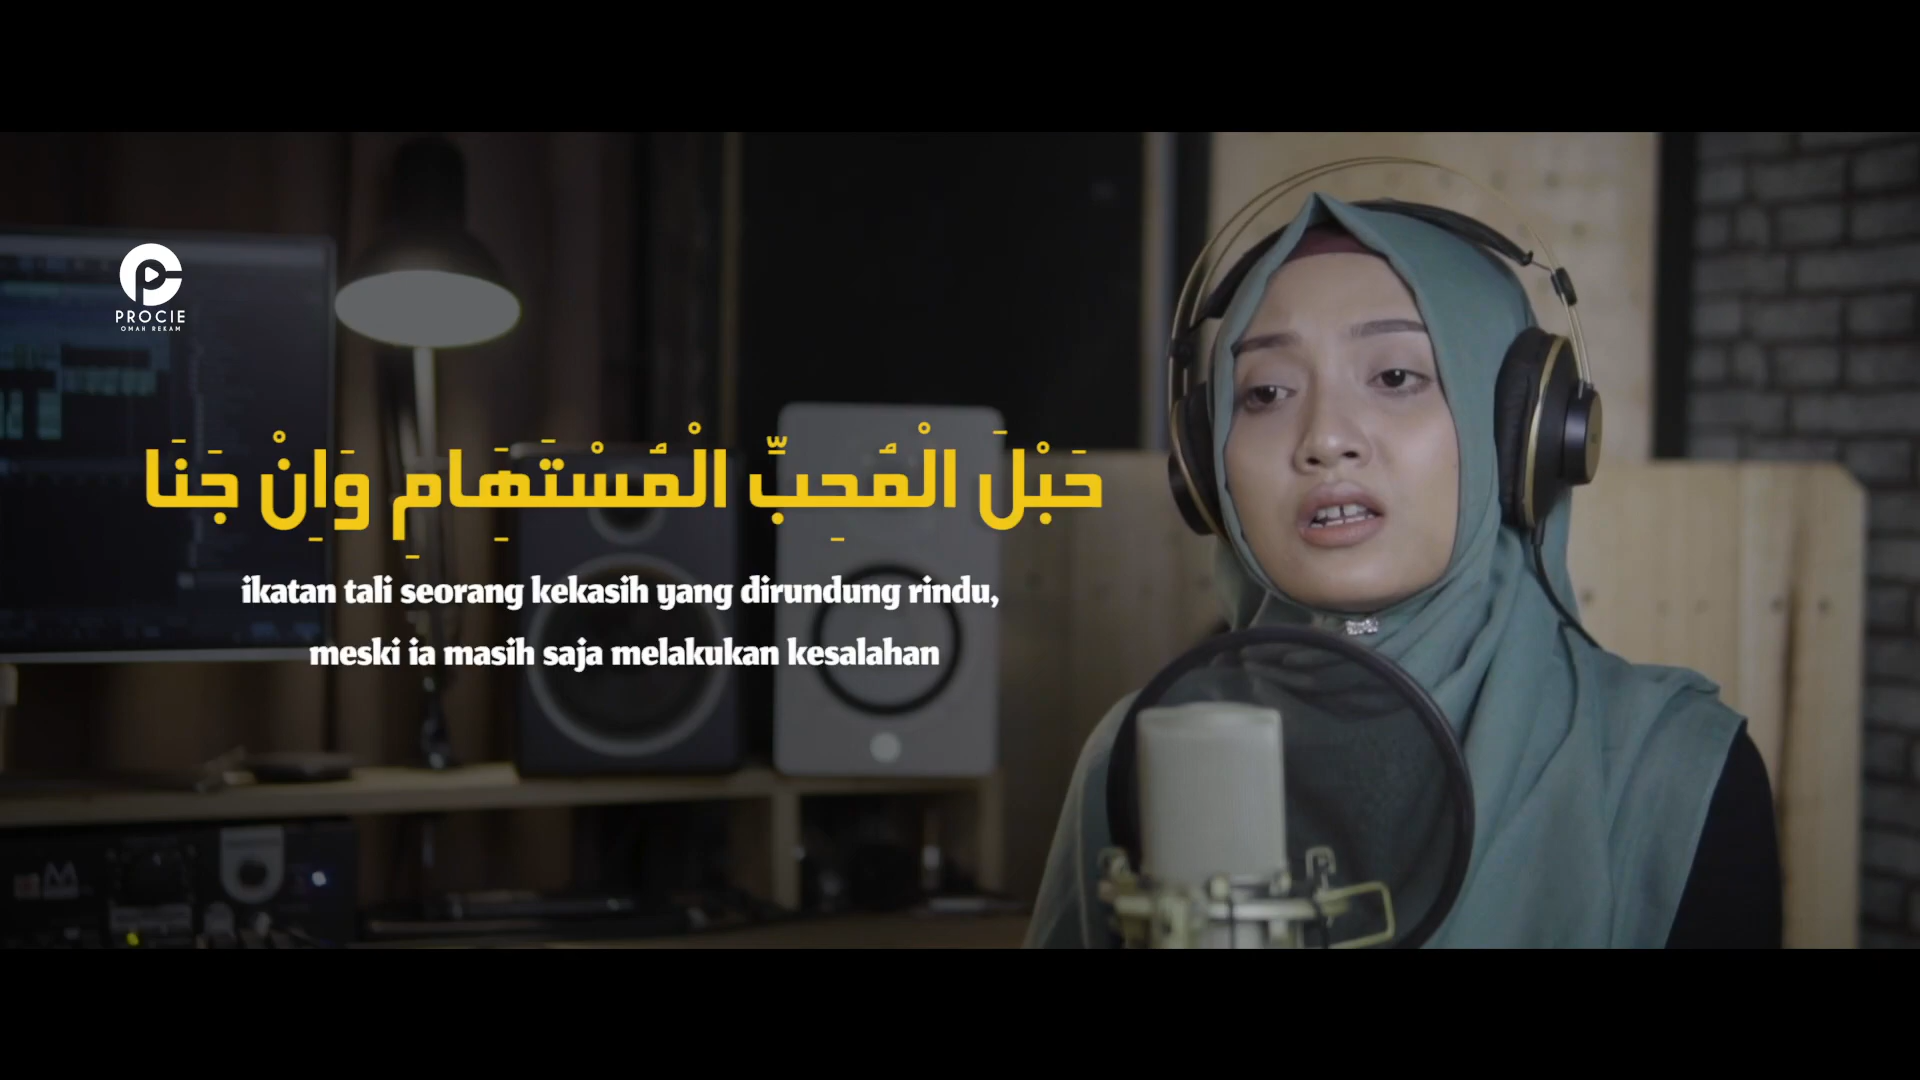 PROCIE
OMAH REKAM
حَبْلَ الْمُحِبِّ الْمُسْتَهَامِ وَاِنْ جَنَا
ikatan tali seorang kekasih yang dirundung rindu,
meski ia masih saja melakukan kesalahan